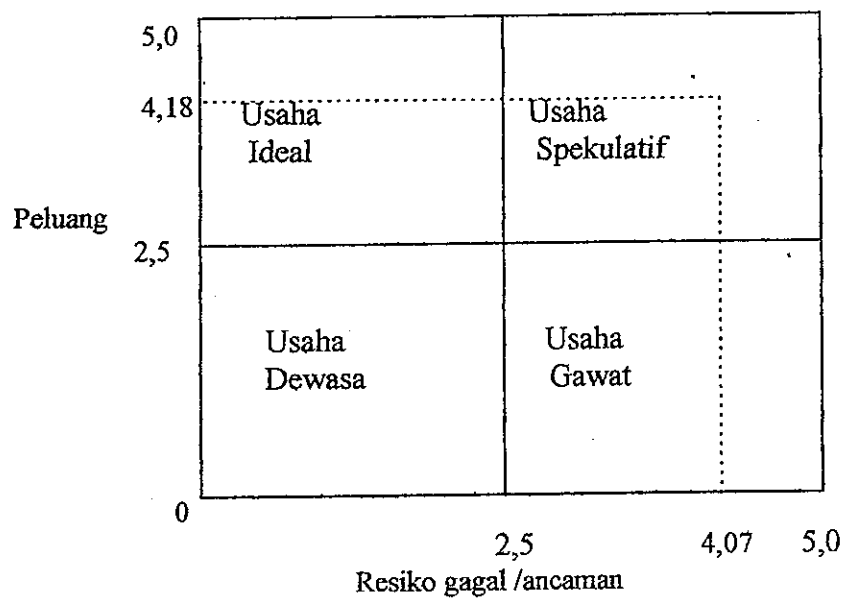 5,0
4,18
Usaha
Ideal
Usaha
Spekulatif
Peluang
2,5
Usaha
Dewasa
Usaha
Gawat
0
2,5
4,07
5,0
Resiko gagal /ancaman